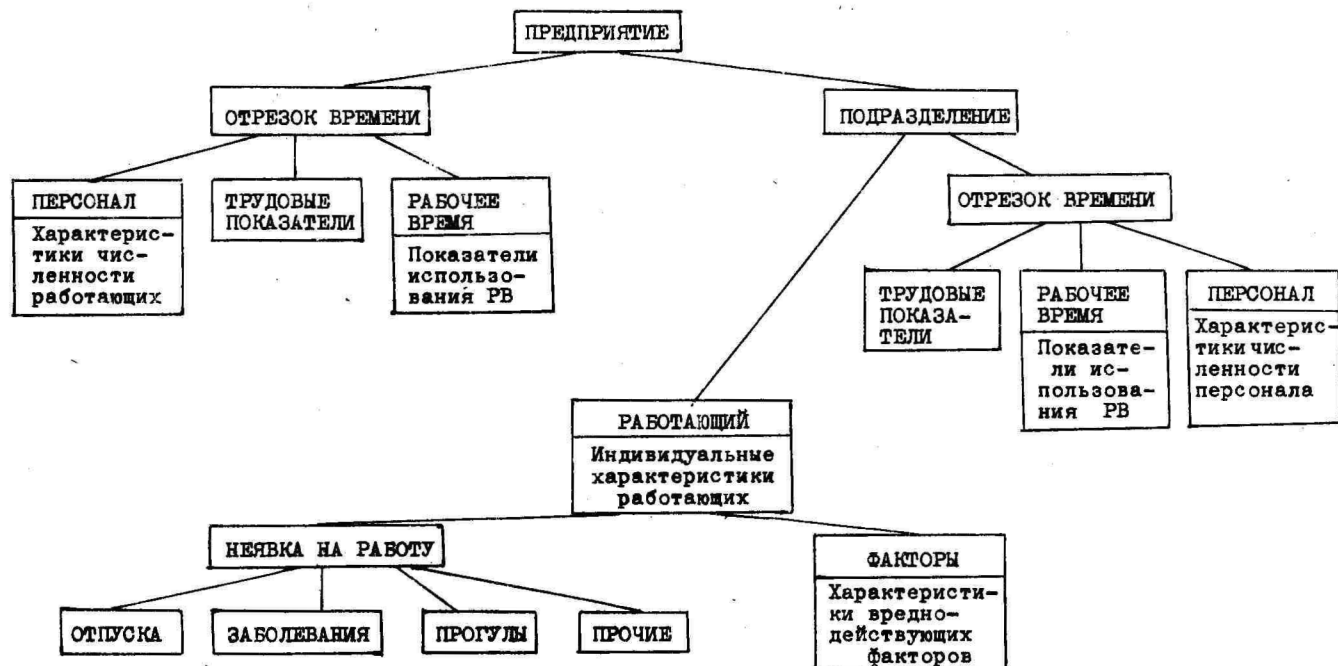 ПРЕДПРИЯТИЕ
ОТРЕЗОК ВРЕМЕНИ
ПОДРАЗДЕЛЕНИЕ
ПЕРСОНАЛ
Характерис-
тики чис-
ленности
работающих
ТРУДОВЫЕ
ПОКАЗАТЕЛИ
РАБОЧЕЕ
ВРЕМЯ
Показатели
использо-
вания РВ
ОТРЕЗОК ВРЕМЕНИ
ТРУДОВЫЕ
ПОКАЗА-
ТЕЛИ
РАБОЧЕЕ
ВРЕМЯ
Показате-
ли ис-
пользова-
ния РВ
ПЕРСОНАЛ
Характерис-
тики чис-
ленности
персонала
РАБОТАЮЩИЙ
Индивидуальные
характеристики
работающих
НЕЯВКА НА РАБОТУ
ФАКТОРЫ
Характеристи-
ки вредно-
действующих
факторов
ОТПУСКА
ЗАБОЛЕВАНИЯ
ПРОГУЛЫ
ПРОЧИЕ